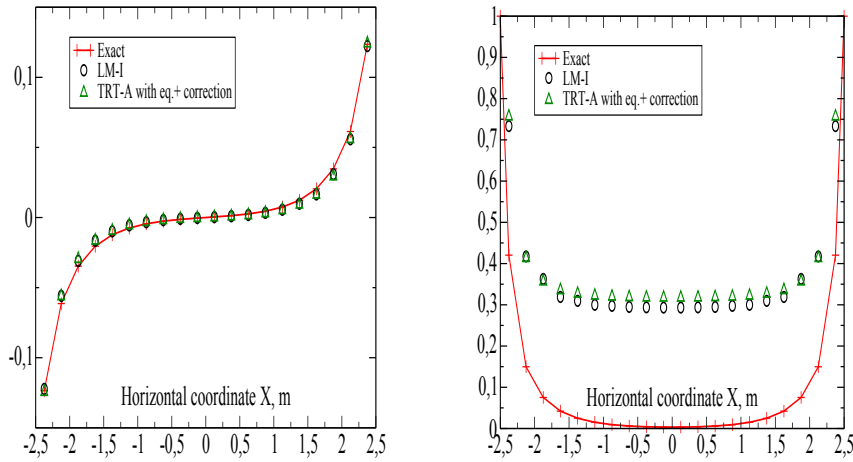 0,1
0
-0,1
Exact
LM-I
TRT-A with eq.+ correction
Horizontal coordinate X, m
-2,5 -2 -1,5 -1 -0,5 0 0,5 1 1,5 2 2,5
1
0,9
0,8
0,7
0,6
0,5
0,4
0,3
0,2
0,1
0
Exact
LM-I
TRT-A with eq.+ correction
Horizontal coordinate X, m
-2,5 -2 -1,5 -1 -0,5 0 0,5 1 1,5 2 2,5